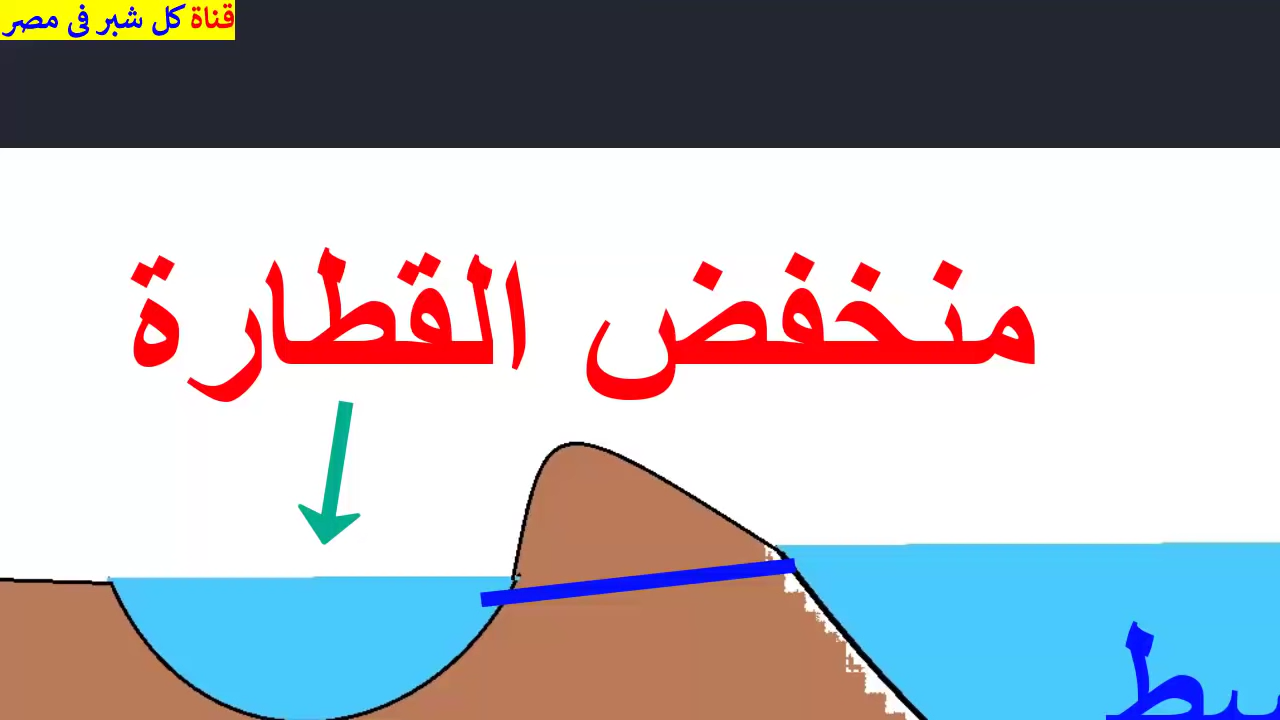 قناة كل شبر فى مصر
منخفض القطارة